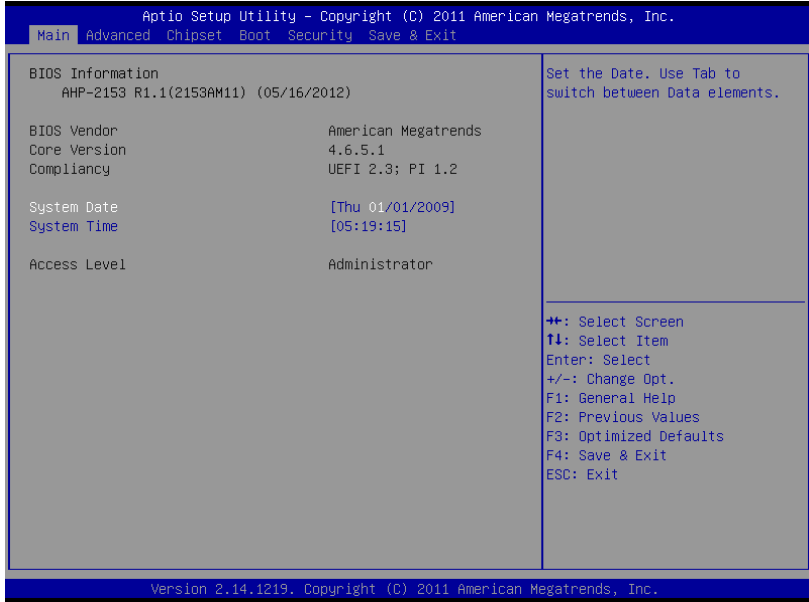 Aptio Setup Utility – Copyright (C) 2011 American Megatrends, Inc.
Main Advanced Chipset Boot Security Save & Exit
BIOS Information
AHP-2153 R1.1(2153AM11) (05/16/2012)
BIOS Vendor American Megatrends
Core Version 4.6.5.1
Compliancy UEFI 2.3; PI 1.2
System Date [Thu 01/01/2009]
System Time [05:19:15]
Access Level Administrator
Set the Date. Use Tab to
switch between Data elements.
→←: Select Screen
↑↓: Select Item
Enter: Select
+/-: Change Opt.
F1: General Help
F2: Previous Values
F3: Optimized Defaults
F4: Save & Exit
ESC: Exit
Version 2.14.1219. Copyright (C) 2011 American Megatrends, Inc.